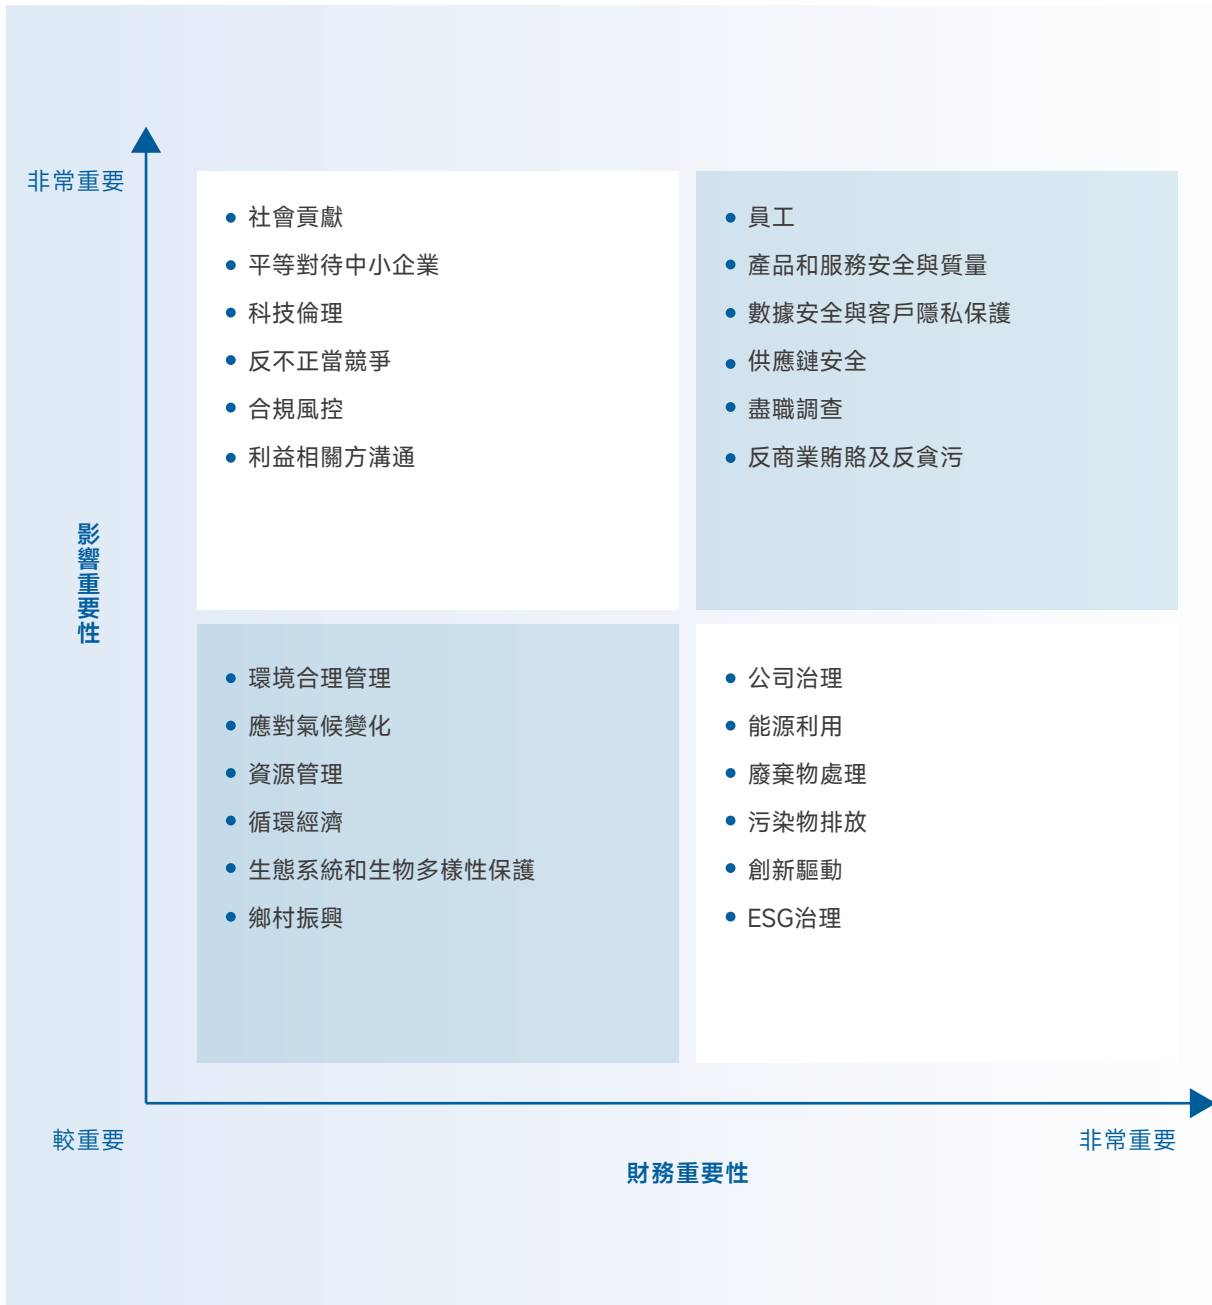 非常重要
社會貢獻
平等對待中小企業
科技倫理
反不正當競爭
合規風控
利益相關方溝通
員工
產品和服務安全與質量
數據安全與客戶隱私保護
供應鏈安全
盡職調查
反商業賄賂及反貪污
影響重要性
環境合理管理
應對氣候變化
資源管理
循環經濟
生態系統和生物多樣性保護
鄉村振興
公司治理
能源利用
廢棄物處理
污染物排放
創新驅動
ESG治理
較重要
非常重要
財務重要性